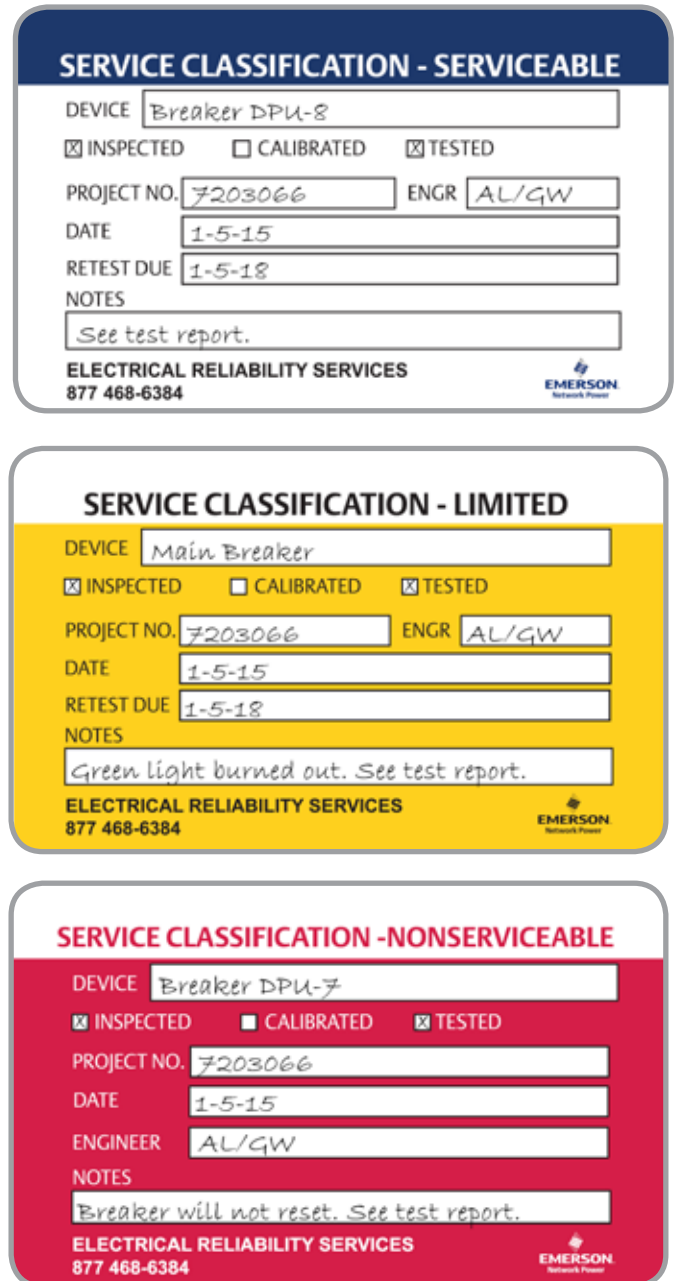 SERVICE CLASSIFICATION - SERVICEABLE
DEVICE Breaker DPU-8
☒ INSPECTED ☐ CALIBRATED ☒ TESTED
PROJECT NO. 7203066 ENGR AL/GW
DATE 1-5-15
RETEST DUE 1-5-18
NOTES
See test report.
ELECTRICAL RELIABILITY SERVICES
877 468-6384
EMERSON
Network Power
SERVICE CLASSIFICATION - LIMITED
DEVICE Main Breaker
☒ INSPECTED ☐ CALIBRATED ☒ TESTED
PROJECT NO. 7203066 ENGR AL/GW
DATE 1-5-15
RETEST DUE 1-5-18
NOTES
Green light burned out. See test report.
ELECTRICAL RELIABILITY SERVICES
877 468-6384
EMERSON
Network Power
SERVICE CLASSIFICATION -NONSERVICEABLE
DEVICE Breaker DPU-7
☒ INSPECTED ☐ CALIBRATED ☒ TESTED
PROJECT NO. 7203066
DATE 1-5-15
ENGINEER AL/GW
NOTES
Breaker will not reset. See test report.
ELECTRICAL RELIABILITY SERVICES
877 468-6384
EMERSON
Network Power